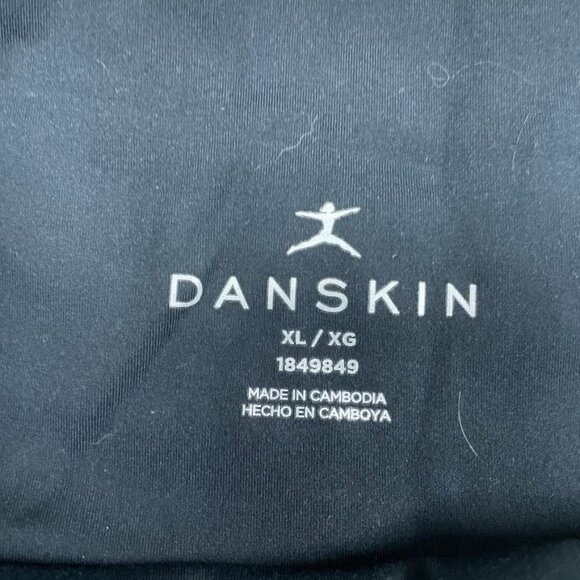 DANSKIN
XL / XG
1849849
MADE IN CAMBODIA
HECHO EN CAMBOYA